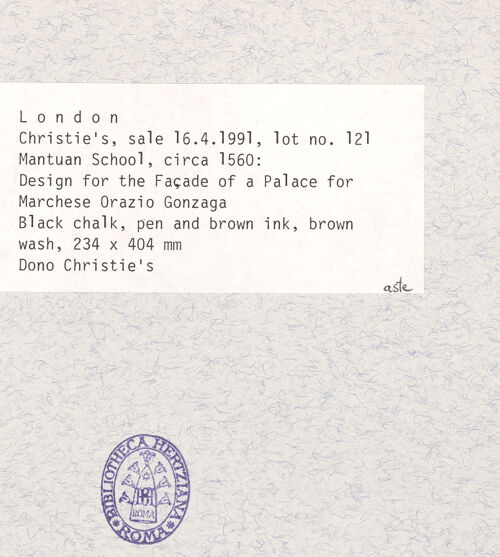 London
Christie's, sale 16.4.1991, lot no. 121
Mantuan School, circa 1560:
Design for the Façade of a Palace for
Marchese Orazio Gonzaga
Black chalk, pen and brown ink, brown
wash, 234 x 404 mm
Dono Christie's
aste
BIBLIOTHECA HERTZIANA
ROMA
ROMA